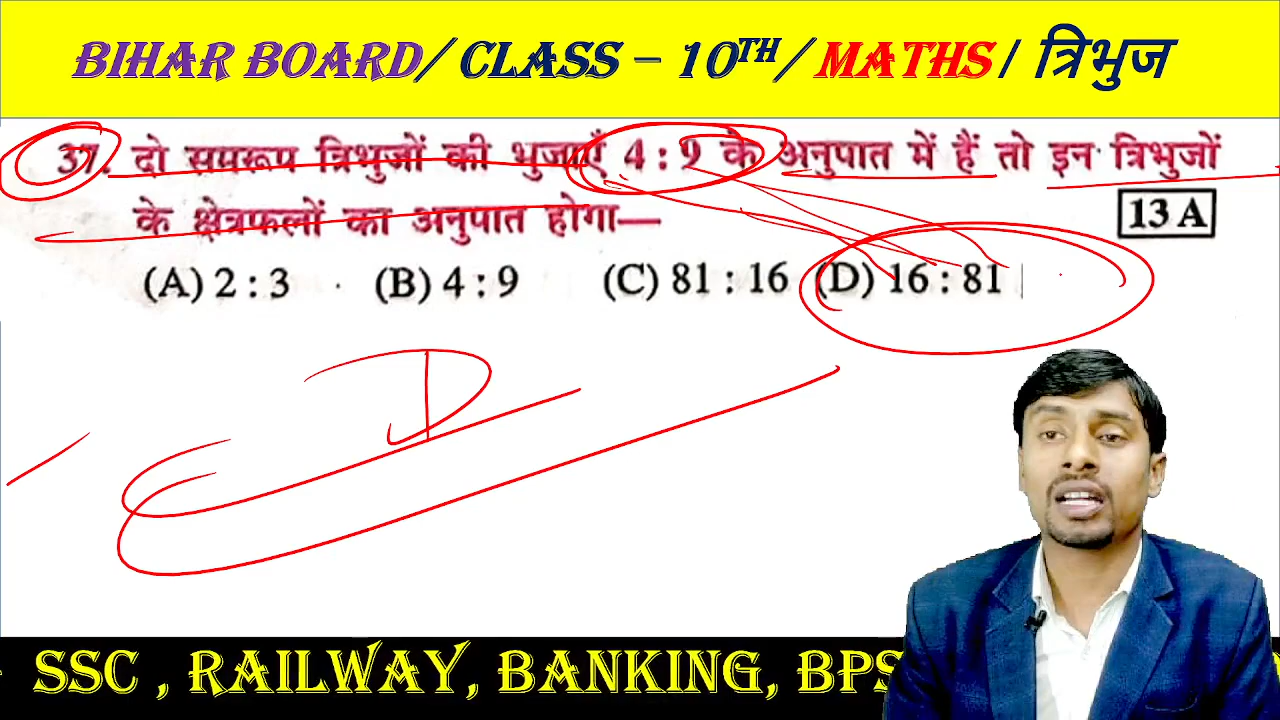 BIHAR BOARD/ CLASS – 10TH/ MATHS/ त्रिभुज
37. दो समरूप त्रिभुजों की भुजाएँ 4 : 9 के अनुपात में हैं तो इन त्रिभुजों
के क्षेत्रफलों का अनुपात होगा—
13 A
(A) 2 : 3 (B) 4 : 9 (C) 81 : 16 (D) 16 : 81
D
SSC , RAILWAY, BANKING, BPS